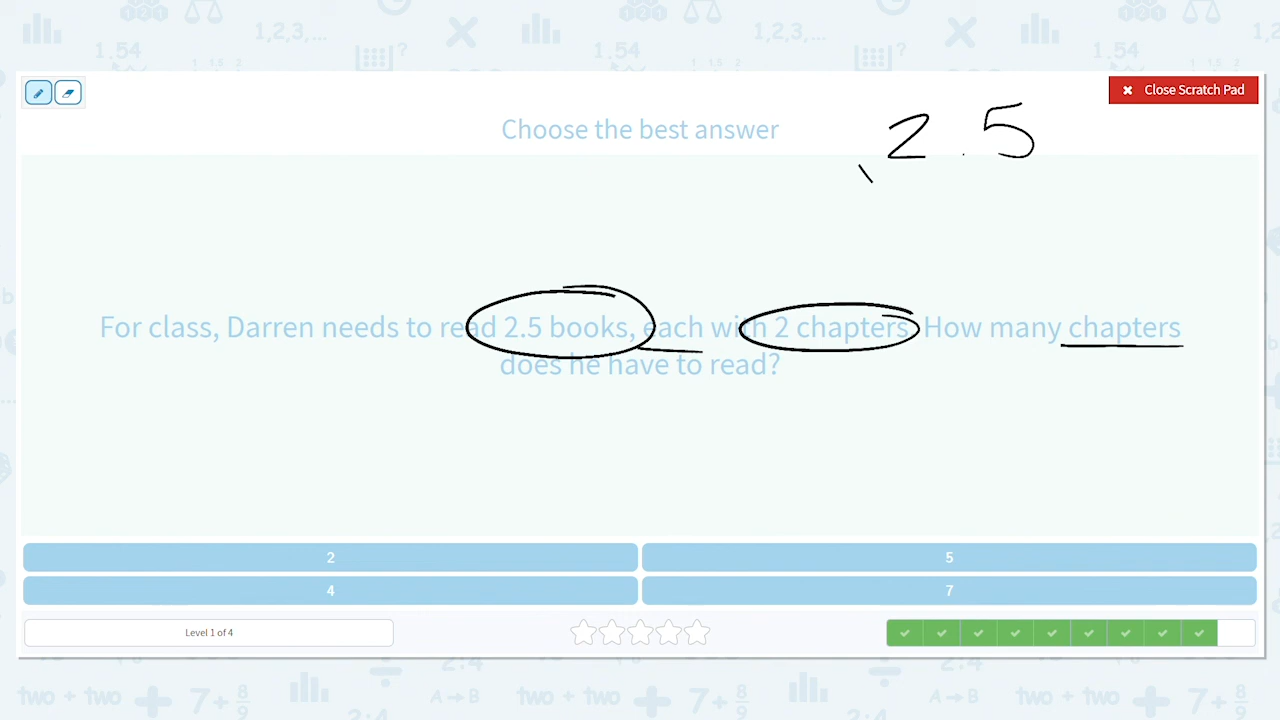 Close Scratch Pad
Choose the best answer
2.5
For class, Darren needs to read 2.5 books, each with 2 chapters. How many chapters
does he have to read?
2
5
4
7
Level 1 of 4